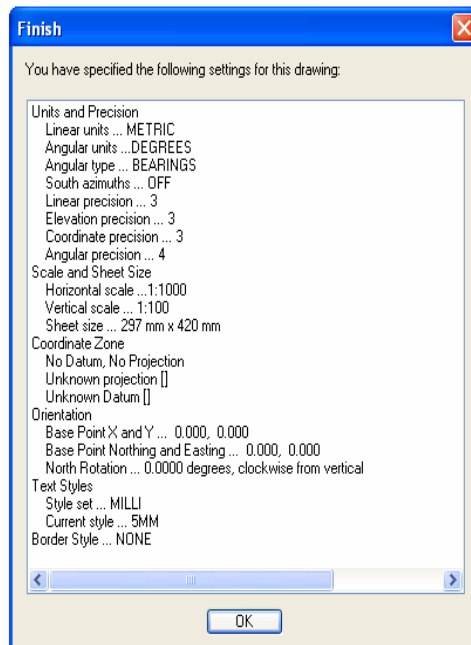 Finish
You have specified the following settings for this drawing:
Units and Precision
Linear units ... METRIC
Angular units ...DEGREES
Angular type ... BEARINGS
South azimuths ... OFF
Linear precision ... 3
Elevation precision ... 3
Coordinate precision ... 3
Angular precision ... 4
Scale and Sheet Size
Horizontal scale ...1:1000
Vertical scale ... 1:100
Sheet size ... 297 mm x 420 mm
Coordinate Zone
No Datum, No Projection
Unknown projection []
Unknown Datum []
Orientation
Base Point X and Y ... 0.000, 0.000
Base Point Northing and Easting ... 0.000, 0.000
North Rotation ... 0.0000 degrees, clockwise from vertical
Text Styles
Style set ... MILLI
Current style ... 5MM
Border Style ... NONE
OK